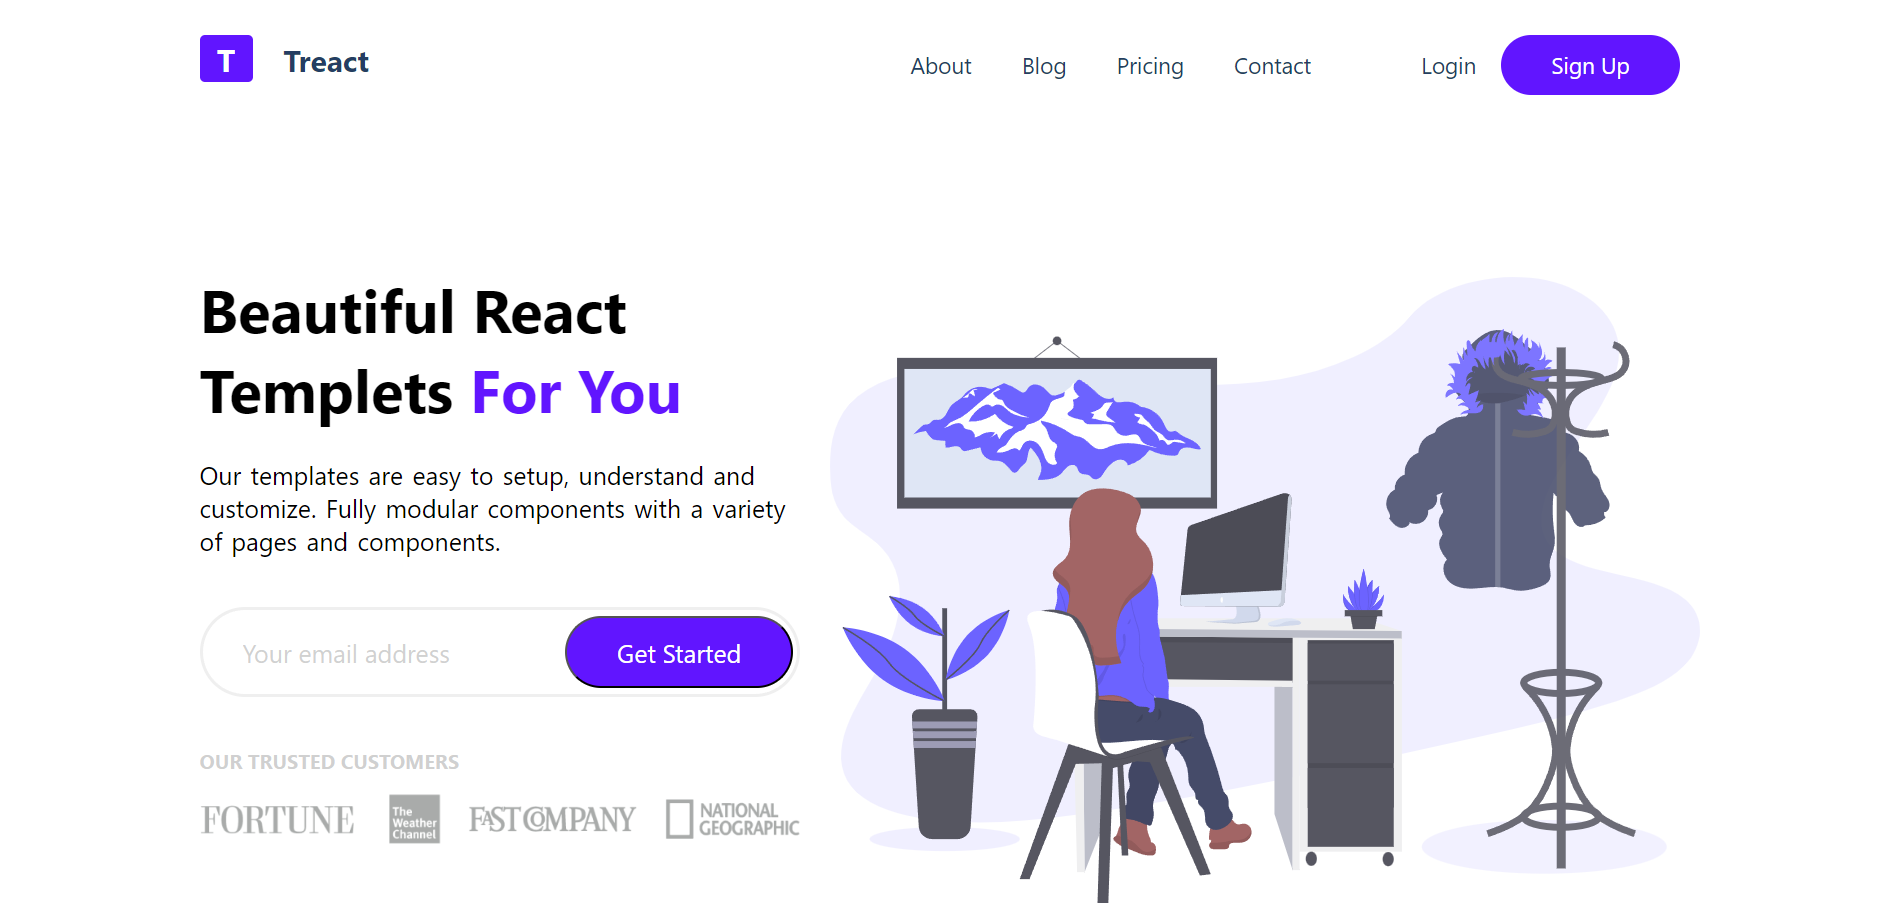 T Treact About Blog Pricing Contact Login Sign Up
Beautiful React
Templets For You
Our templates are easy to setup, understand and
customize. Fully modular components with a variety
of pages and components.
Your email address Get Started
OUR TRUSTED CUSTOMERS
FORTUNE
The
Weather
Channel
FAST COMPANY
NATIONAL
GEOGRAPHIC